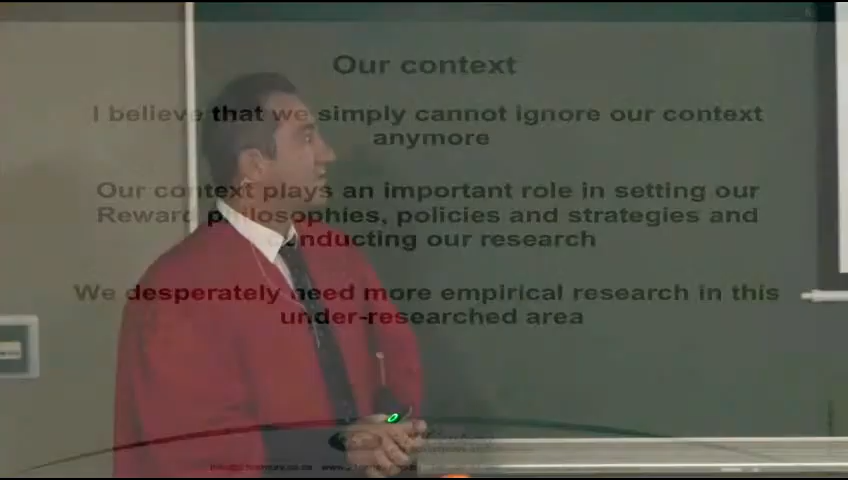 Our context
I believe that we simply cannot ignore our context
anymore
Our context plays an important role in setting our
Reward philosophies, policies and strategies and
conducting our research
We desperately need more empirical research in this
under-researched area